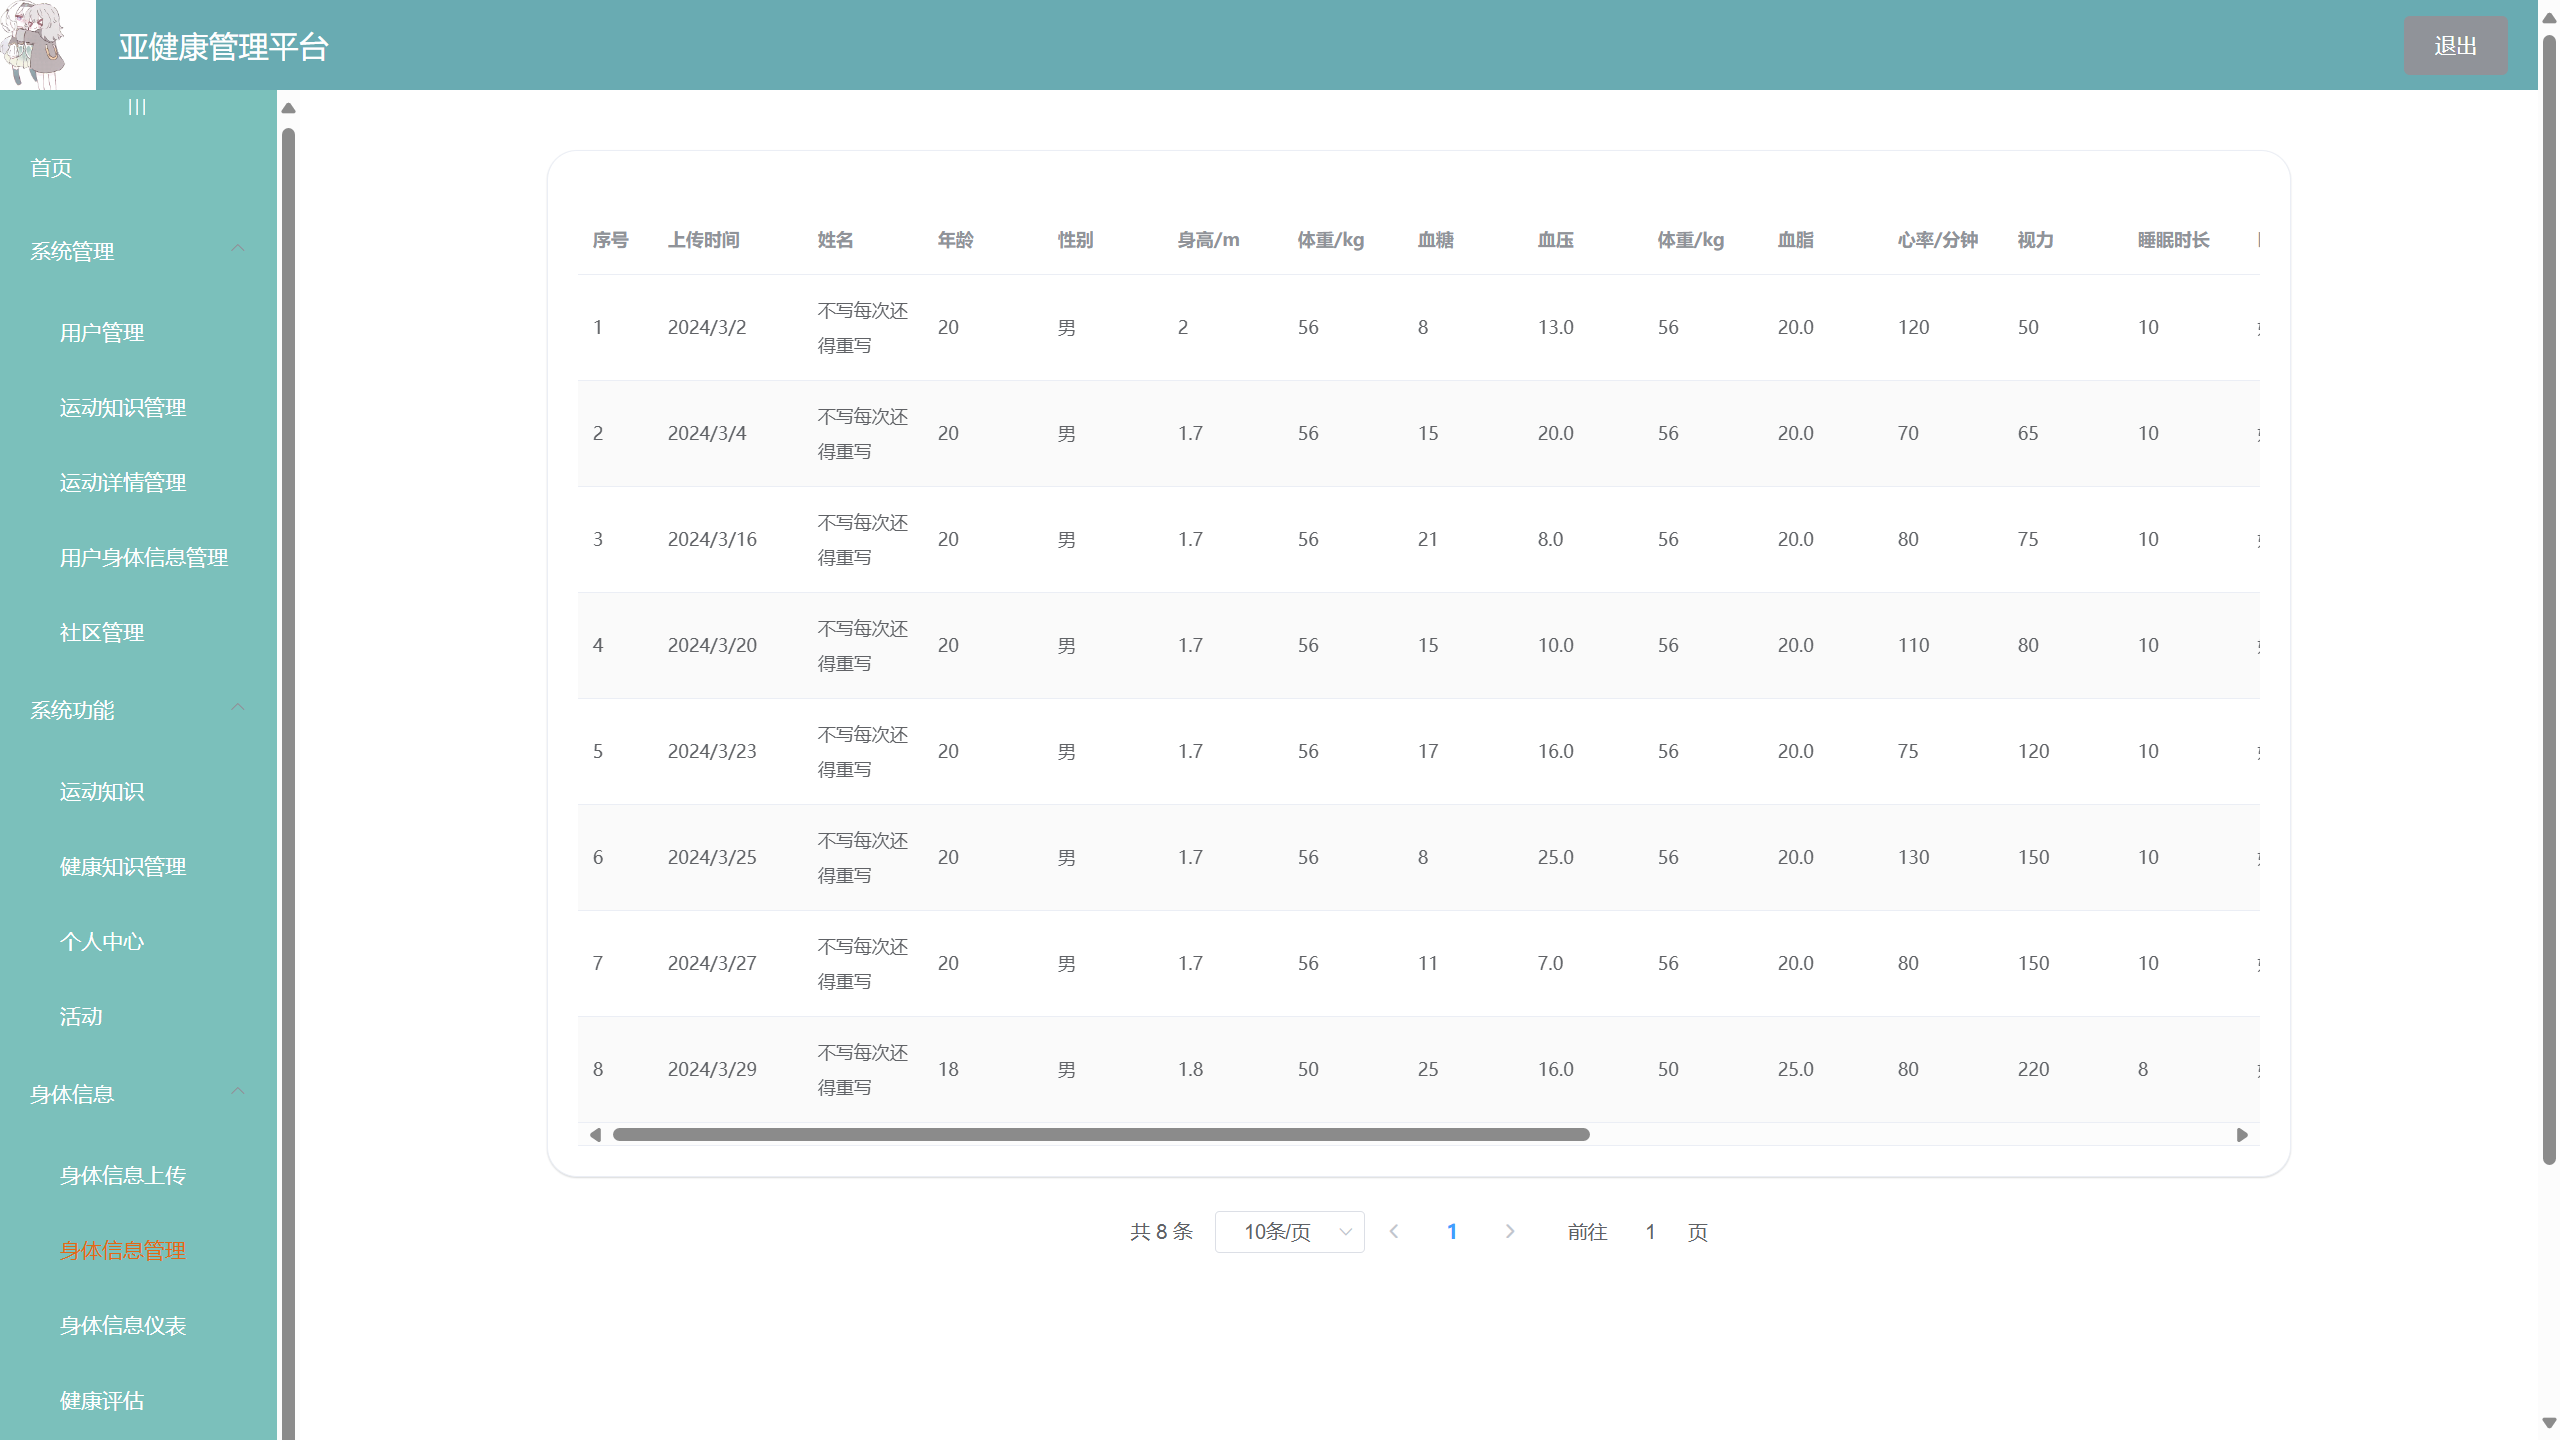 亚健康管理平台
退出
首页
系统管理
用户管理
运动知识管理
运动详情管理
用户身体信息管理
社区管理
系统功能
运动知识
健康知识管理
个人中心
活动
身体信息
身体信息上传
身体信息管理
身体信息仪表
健康评估
序号 上传时间 姓名 年龄 性别 身高/m 体重/kg 血糖 血压 体重/kg 血脂 心率/分钟 视力 睡眠时长
1 2024/3/2 不写每次还得重写 20 男 2 56 8 13.0 56 20.0 120 50 10
2 2024/3/4 不写每次还得重写 20 男 1.7 56 15 20.0 56 20.0 70 65 10
3 2024/3/16 不写每次还得重写 20 男 1.7 56 21 8.0 56 20.0 80 75 10
4 2024/3/20 不写每次还得重写 20 男 1.7 56 15 10.0 56 20.0 110 80 10
5 2024/3/23 不写每次还得重写 20 男 1.7 56 17 16.0 56 20.0 75 120 10
6 2024/3/25 不写每次还得重写 20 男 1.7 56 8 25.0 56 20.0 130 150 10
7 2024/3/27 不写每次还得重写 20 男 1.7 56 11 7.0 56 20.0 80 150 10
8 2024/3/29 不写每次还得重写 18 男 1.8 50 25 16.0 50 25.0 80 220 8
共 8 条 10条/页 1 前往 1 页